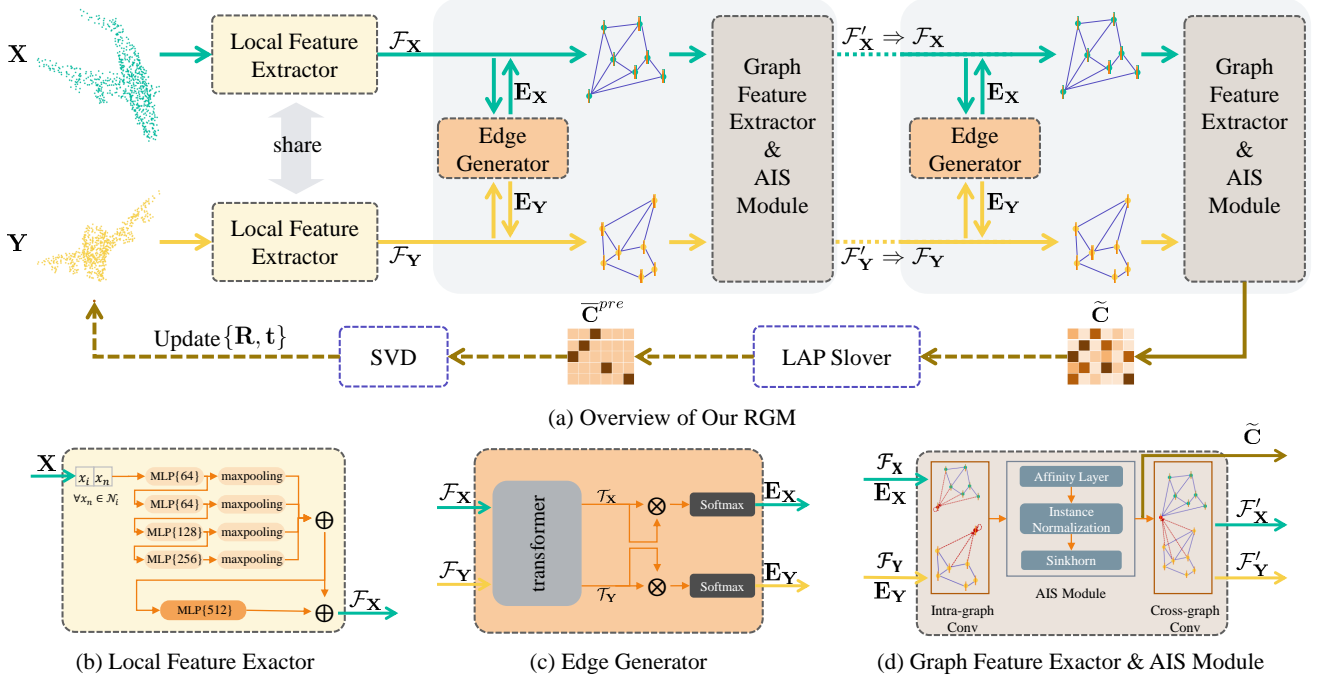 X
Local Feature
Extractor
share
Y
Local Feature
Extractor
𝓕_X
E_X
Edge
Generator
E_Y
𝓕_Y
Graph
Feature
Extractor
&
AIS
Module
𝓕′_X ⇒ 𝓕_X
E_X
Edge
Generator
E_Y
𝓕′_Y ⇒ 𝓕_Y
Graph
Feature
Extractor
&
AIS
Module
Update {R, t}
SVD
C̅^pre
LAP Slover
C̃
(a) Overview of Our RGM
X
x_i x_n
∀x_n ∈ 𝒩_i
MLP{64} maxpooling
MLP{64} maxpooling
MLP{128} maxpooling
MLP{256} maxpooling
⊕
MLP{512} ⊕
𝓕_X
(b) Local Feature Exactor
𝓕_X
𝓕_Y
transformer
𝒯_X
⊗
Softmax
E_X
𝒯_Y
⊗
Softmax
E_Y
(c) Edge Generator
𝓕_X
E_X
𝓕_Y
E_Y
Intra-graph
Conv
Affinity Layer
Instance
Normalization
Sinkhorn
AIS Module
Cross-graph
Conv
C̃
𝓕′_X
𝓕′_Y
(d) Graph Feature Exactor & AIS Module